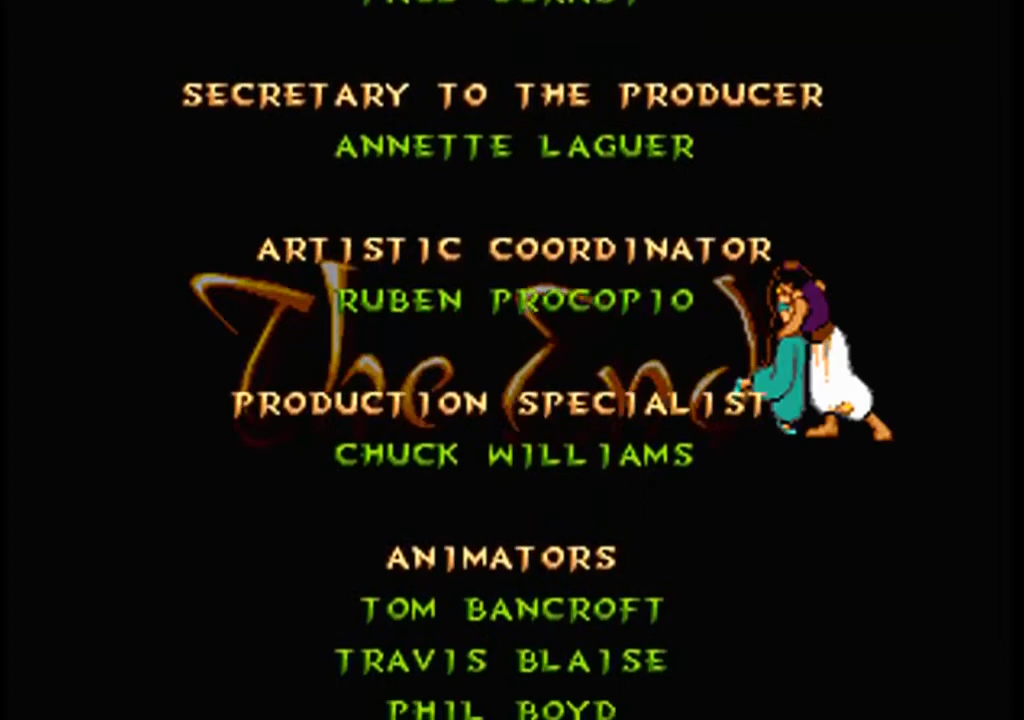 SECRETARY TO THE PRODUCER
ANNETTE LAGUER
ARTISTIC COORDINATOR
RUBEN PROCOPIO
The End
PRODUCTION SPECIALIST
CHUCK WILLIAMS
ANIMATORS
TOM BANCROFT
TRAVIS BLAISE
PHIL BOYD